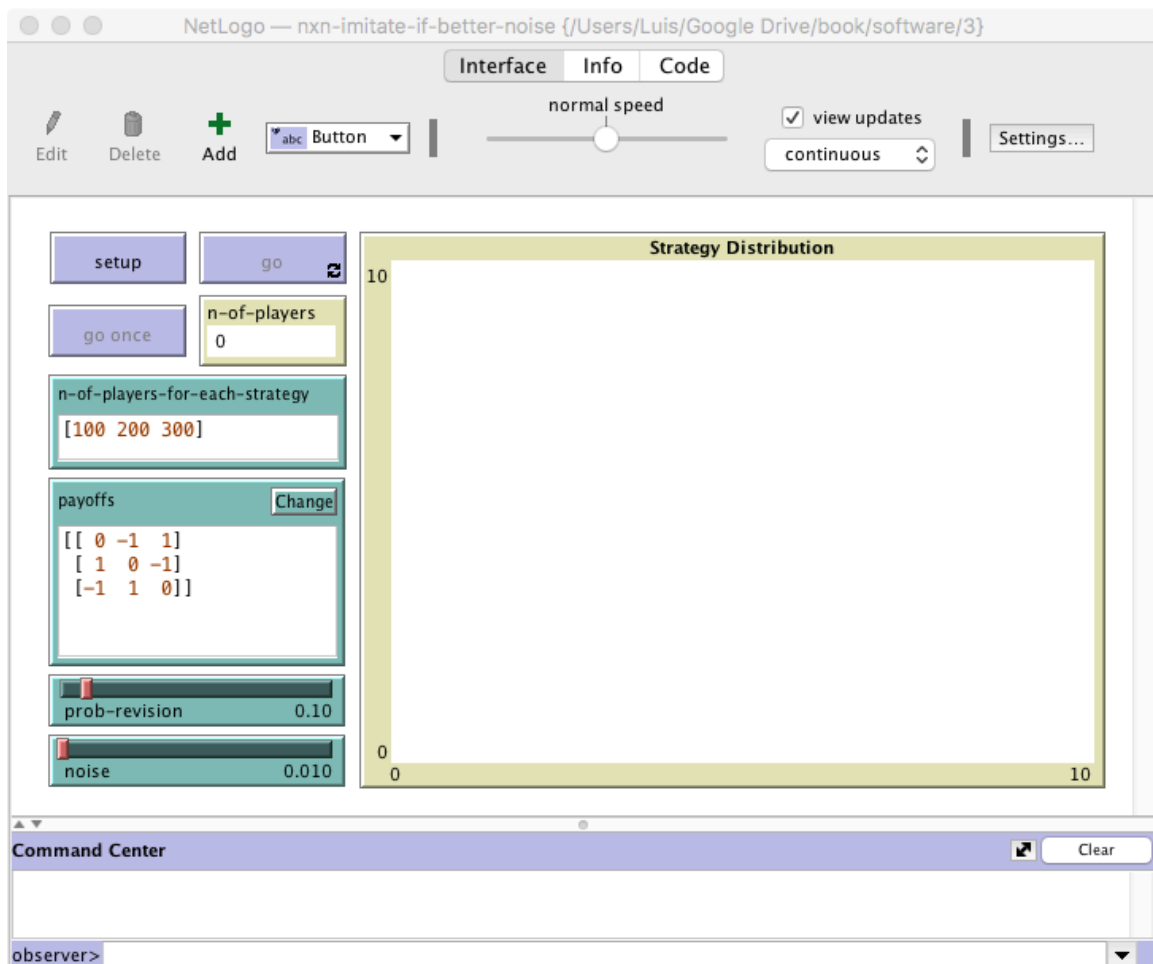 NetLogo — nxn-imitate-if-better-noise {/Users/Luis/Google Drive/book/software/3}
Interface Info Code
Edit Delete Add abc Button normal speed view updates continuous Settings...
setup go
go once
n-of-players
0
n-of-players-for-each-strategy
[100 200 300]
payoffs Change
[[ 0 -1 1]
[ 1 0 -1]
[-1 1 0]]
prob-revision 0.10
noise 0.010
Strategy Distribution
10
0
0 10
Command Center Clear
observer>